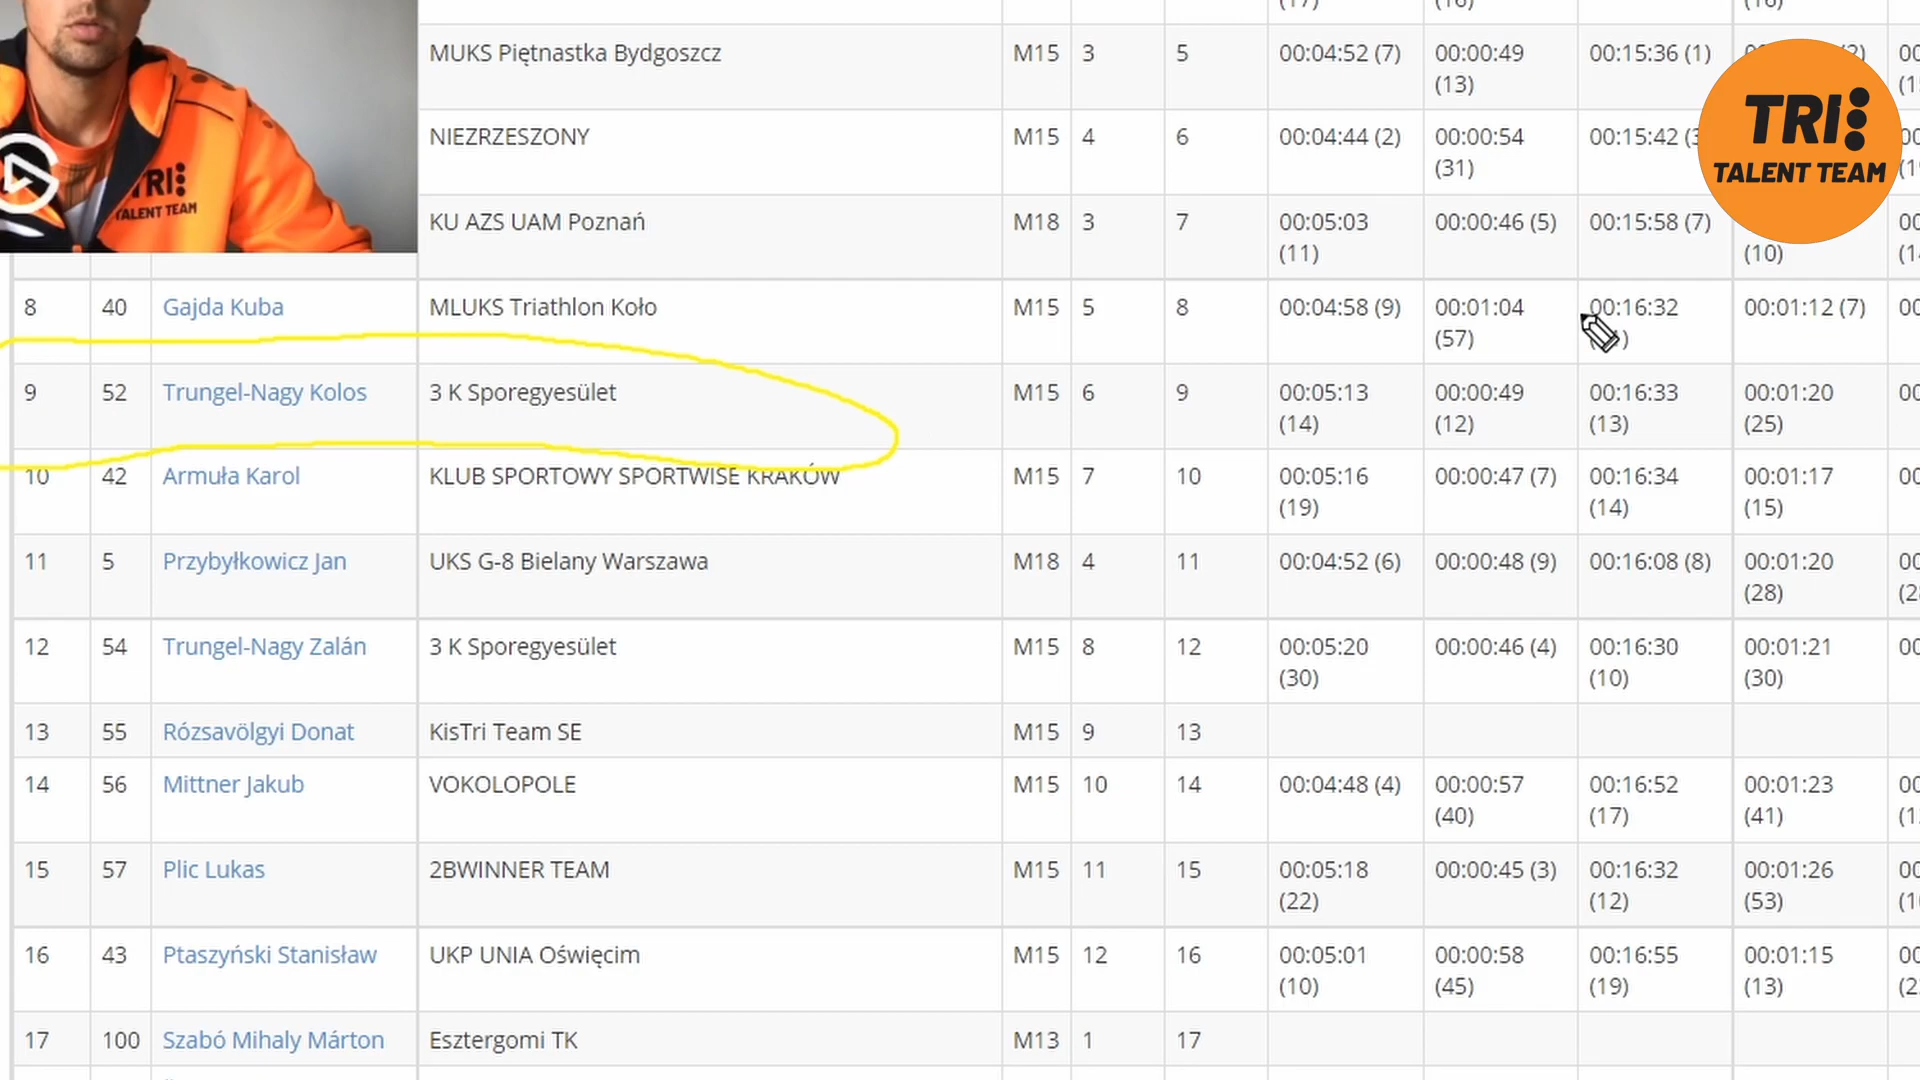 MUKS Piętnastka Bydgoszcz M15 3 5 00:04:52 (7) 00:00:49 00:15:36 (1)
(13)
NIEZRZESZONY M15 4 6 00:04:44 (2) 00:00:54 00:15:42
(31)
KU AZS UAM Poznań M18 3 7 00:05:03 00:00:46 (5) 00:15:58 (7)
(11) (10)
TRI
TALENT TEAM
TRI
TALENT TEAM
8 40 Gajda Kuba MLUKS Triathlon Koło M15 5 8 00:04:58 (9) 00:01:04 00:16:32 00:01:12 (7)
(57)
9 52 Trungel-Nagy Kolos 3 K Sporegyesület M15 6 9 00:05:13 00:00:49 00:16:33 00:01:20
(14) (12) (13) (25)
10 42 Armuła Karol KLUB SPORTOWY SPORTWISE KRAKÓW M15 7 10 00:05:16 00:00:47 (7) 00:16:34 00:01:17
(19) (14) (15)
11 5 Przybyłkowicz Jan UKS G-8 Bielany Warszawa M18 4 11 00:04:52 (6) 00:00:48 (9) 00:16:08 (8) 00:01:20
(28)
12 54 Trungel-Nagy Zalán 3 K Sporegyesület M15 8 12 00:05:20 00:00:46 (4) 00:16:30 00:01:21
(30) (10) (30)
13 55 Rózsavölgyi Donat KisTri Team SE M15 9 13
14 56 Mittner Jakub VOKOLOPOLE M15 10 14 00:04:48 (4) 00:00:57 00:16:52 00:01:23
(40) (17) (41)
15 57 Plic Lukas 2BWINNER TEAM M15 11 15 00:05:18 00:00:45 (3) 00:16:32 00:01:26
(22) (12) (53)
16 43 Ptaszyński Stanisław UKP UNIA Oświęcim M15 12 16 00:05:01 00:00:58 00:16:55 00:01:15
(10) (45) (19) (13)
17 100 Szabó Mihaly Márton Esztergomi TK M13 1 17